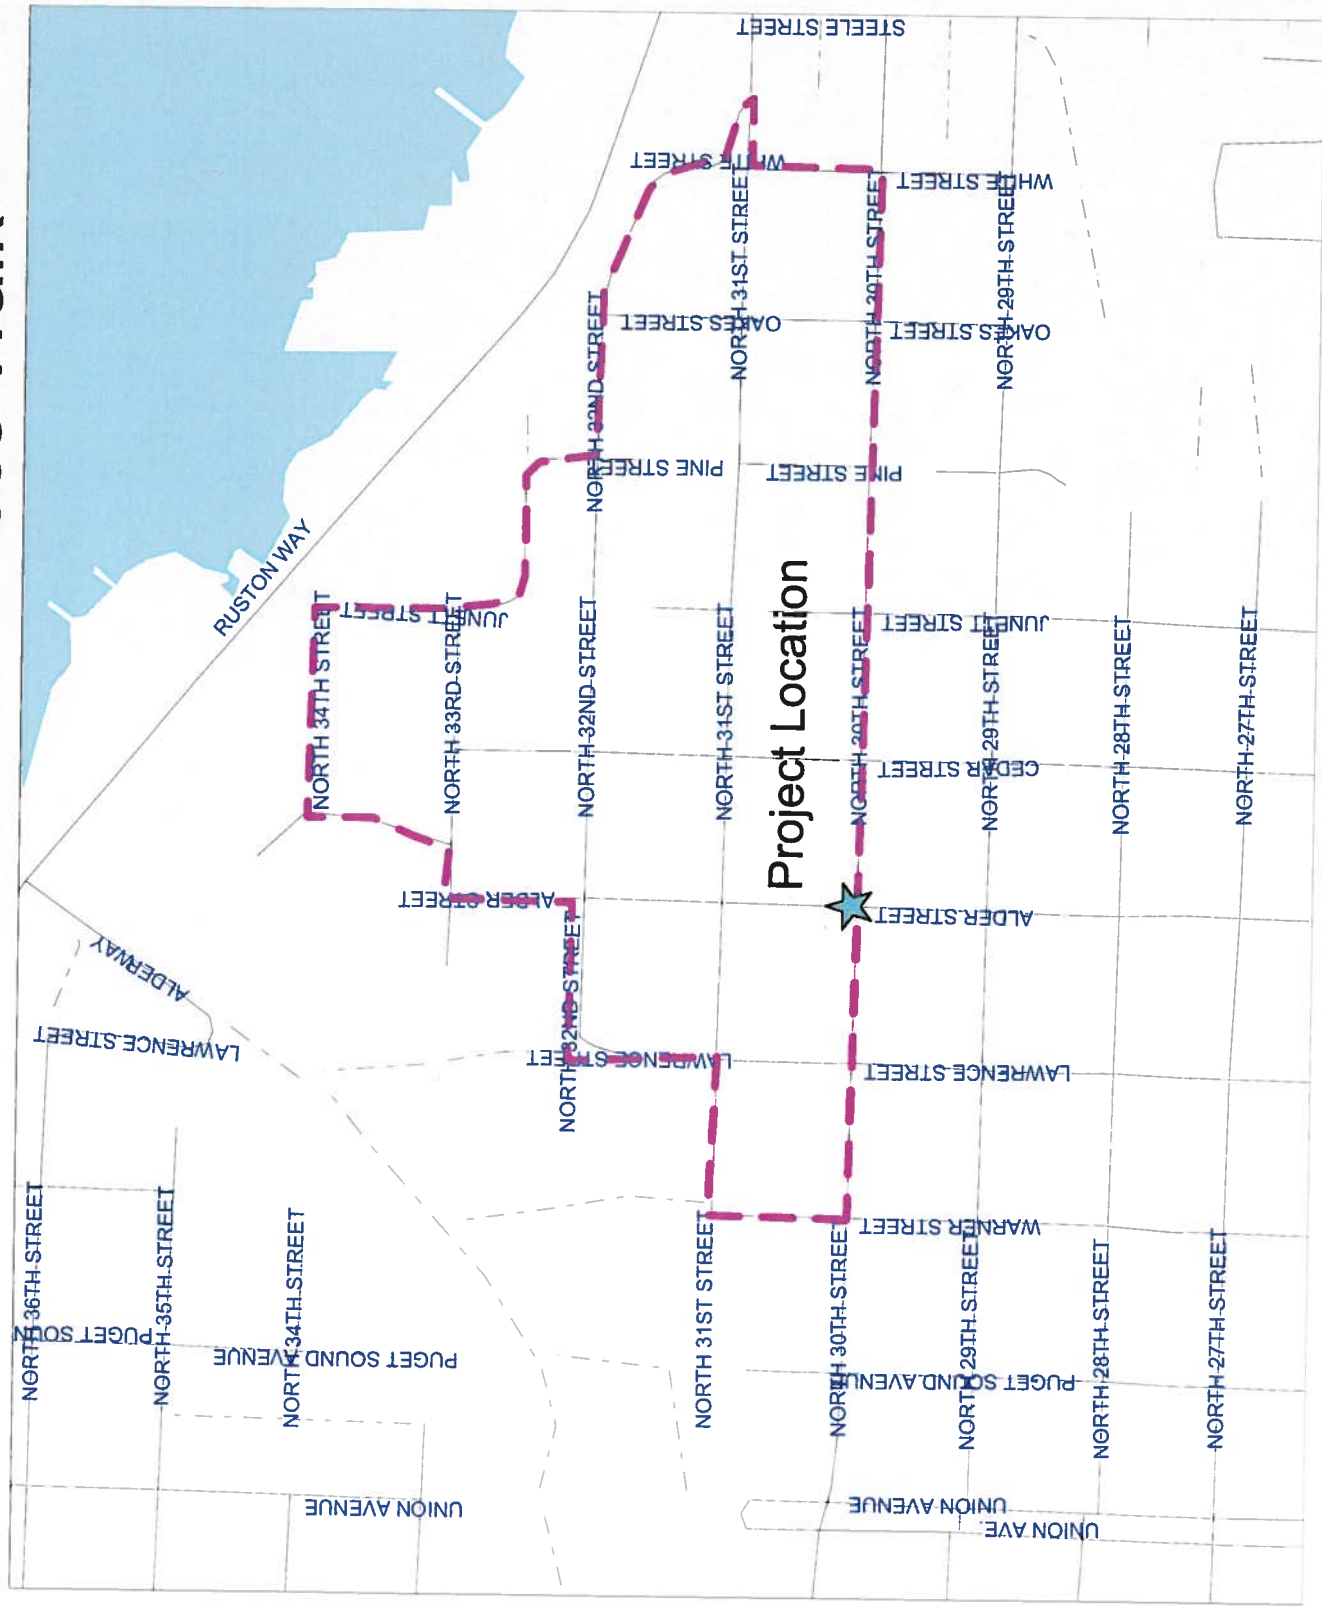 STEELE STREET
WHITE STREET
WHITE STREET
NORTH 31ST STREET
NORTH 30TH STREET
NORTH 29TH STREET
OAKES STREET
OAKES STREET
NORTH 32ND STREET
PINE STREET
PINE STREET
RUSTON WAY
NORTH 34TH STREET
JUNETT STREET
NORTH 33RD STREET
NORTH 32ND STREET
NORTH 31ST STREET
Project Location
NORTH 30TH STREET
JUNETT STREET
NORTH 29TH STREET
NORTH 28TH STREET
NORTH 27TH STREET
CEDAR STREET
ALDER STREET
ALDER STREET
ALDERWAY
LAWRENCE STREET
NORTH 32ND STREET
LAWRENCE STREET
LAWRENCE STREET
NORTH 36TH STREET
NORTH 35TH STREET
NORTH 34TH STREET
PUGET SOUN
PUGET SOUND AVENUE
NORTH 31ST STREET
NORTH 30TH STREET
WARNER STREET
NORTH 29TH STREET
NORTH 28TH STREET
NORTH 27TH STREET
PUGET SOUND AVENUE
UNION AVENUE
UNION AVENUE
UNION AVE